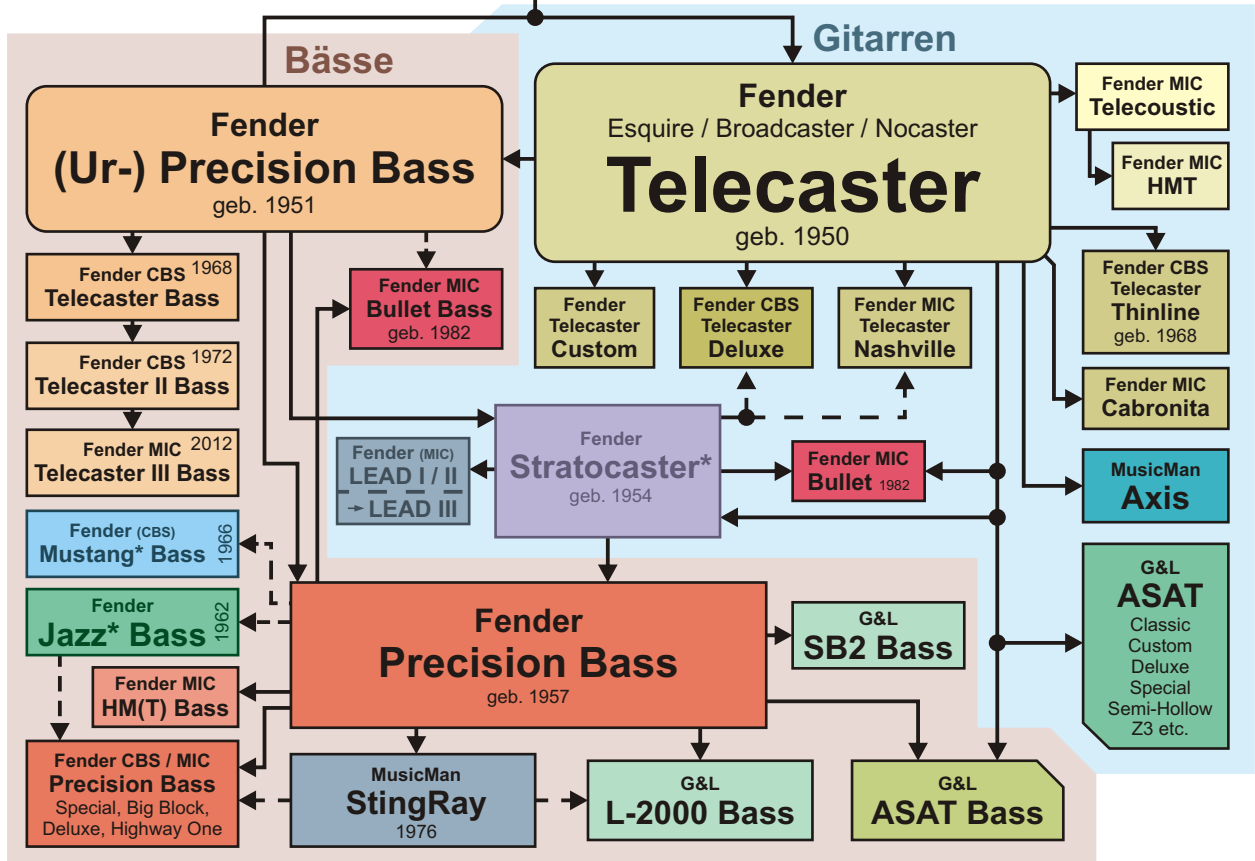 Gitarren
Bässe
Fender
Esquire / Broadcaster / Nocaster
Telecaster
geb. 1950
Fender
(Ur-) Precision Bass
geb. 1951
Fender MIC
Telecoustic
Fender MIC
HMT
Fender CBS 1968
Telecaster Bass
Fender MIC
Bullet Bass
geb. 1982
Fender
Telecaster
Custom
Fender CBS
Telecaster
Deluxe
Fender MIC
Telecaster
Nashville
Fender CBS
Telecaster
Thinline
geb. 1968
Fender CBS 1972
Telecaster II Bass
Fender MIC
Cabronita
Fender MIC 2012
Telecaster III Bass
Fender (MIC)
LEAD I / II
→ LEAD III
Fender
Stratocaster*
geb. 1954
Fender MIC
Bullet 1982
MusicMan
Axis
Fender (CBS)
Mustang* Bass
1966
Fender
Jazz* Bass
1962
Fender
Precision Bass
geb. 1957
G&L
SB2 Bass
G&L
ASAT
Classic
Custom
Deluxe
Special
Semi-Hollow
Z3 etc.
Fender MIC
HM(T) Bass
Fender CBS / MIC
Precision Bass
Special, Big Block,
Deluxe, Highway One
MusicMan
StingRay
1976
G&L
L-2000 Bass
G&L
ASAT Bass